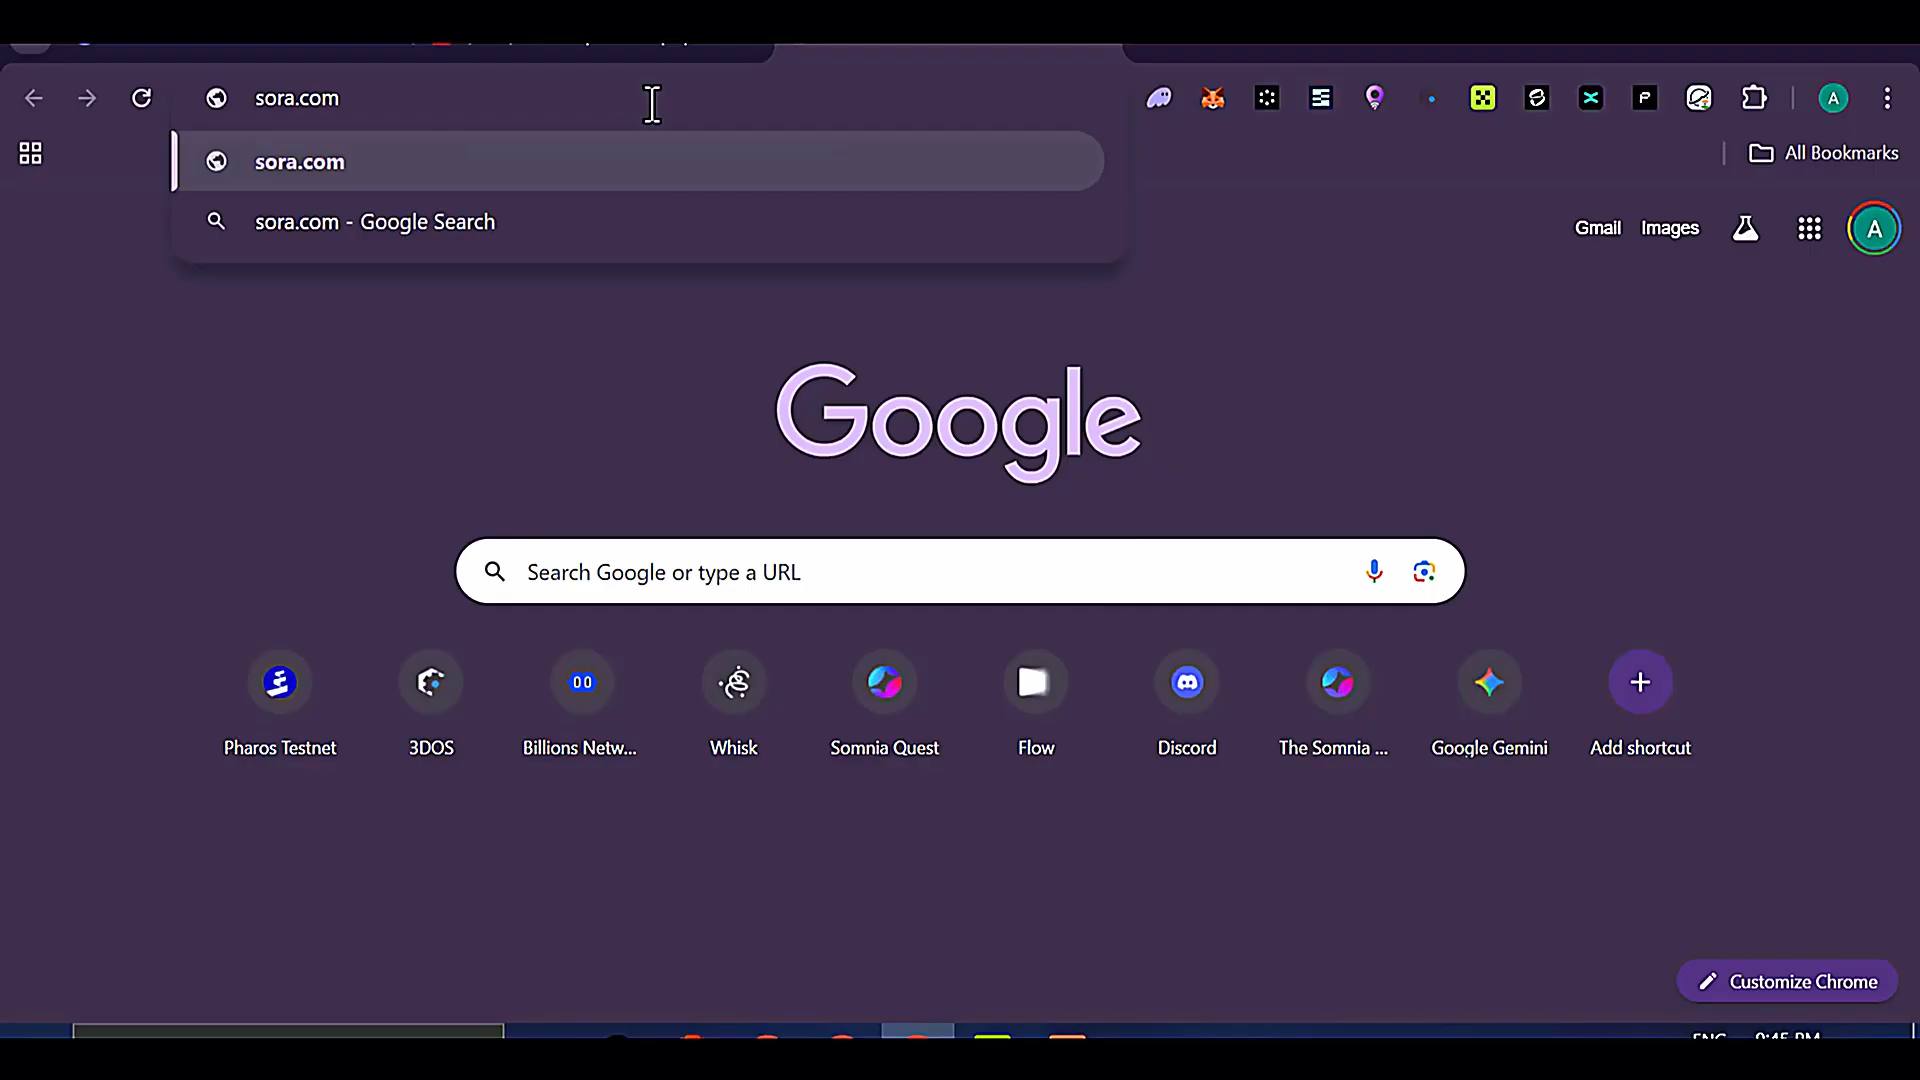 sora.com
sora.com
sora.com - Google Search
All Bookmarks
Gmail
Images
A
A
Google
Search Google or type a URL
Pharos Testnet
3DOS
Billions Netw...
Whisk
Somnia Quest
Flow
Discord
The Somnia ...
Google Gemini
Add shortcut
Customize Chrome